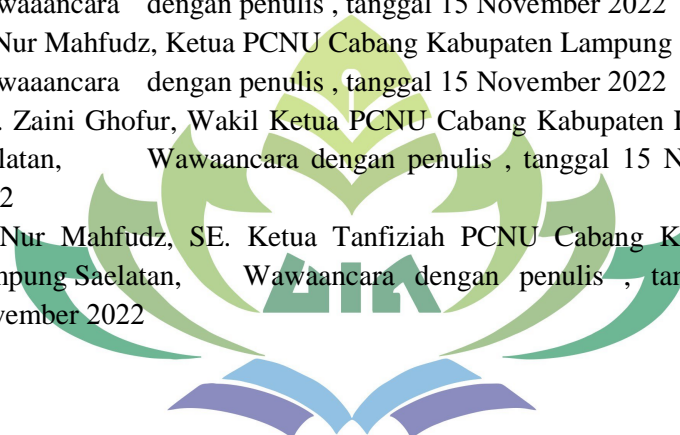 waaancara dengan penulis , tanggal 15 November 2022
Nur Mahfudz, Ketua PCNU Cabang Kabupaten Lampung
waaancara dengan penulis , tanggal 15 November 2022
. Zaini Ghofur, Wakil Ketua PCNU Cabang Kabupaten
latan, Wawaancara dengan penulis , tanggal 15 N
2
Nur Mahfudz, SE. Ketua Tanfiziah PCNU Cabang K
mpung Saelatan, Wawaancara dengan penulis , tan
vember 2022
UIN